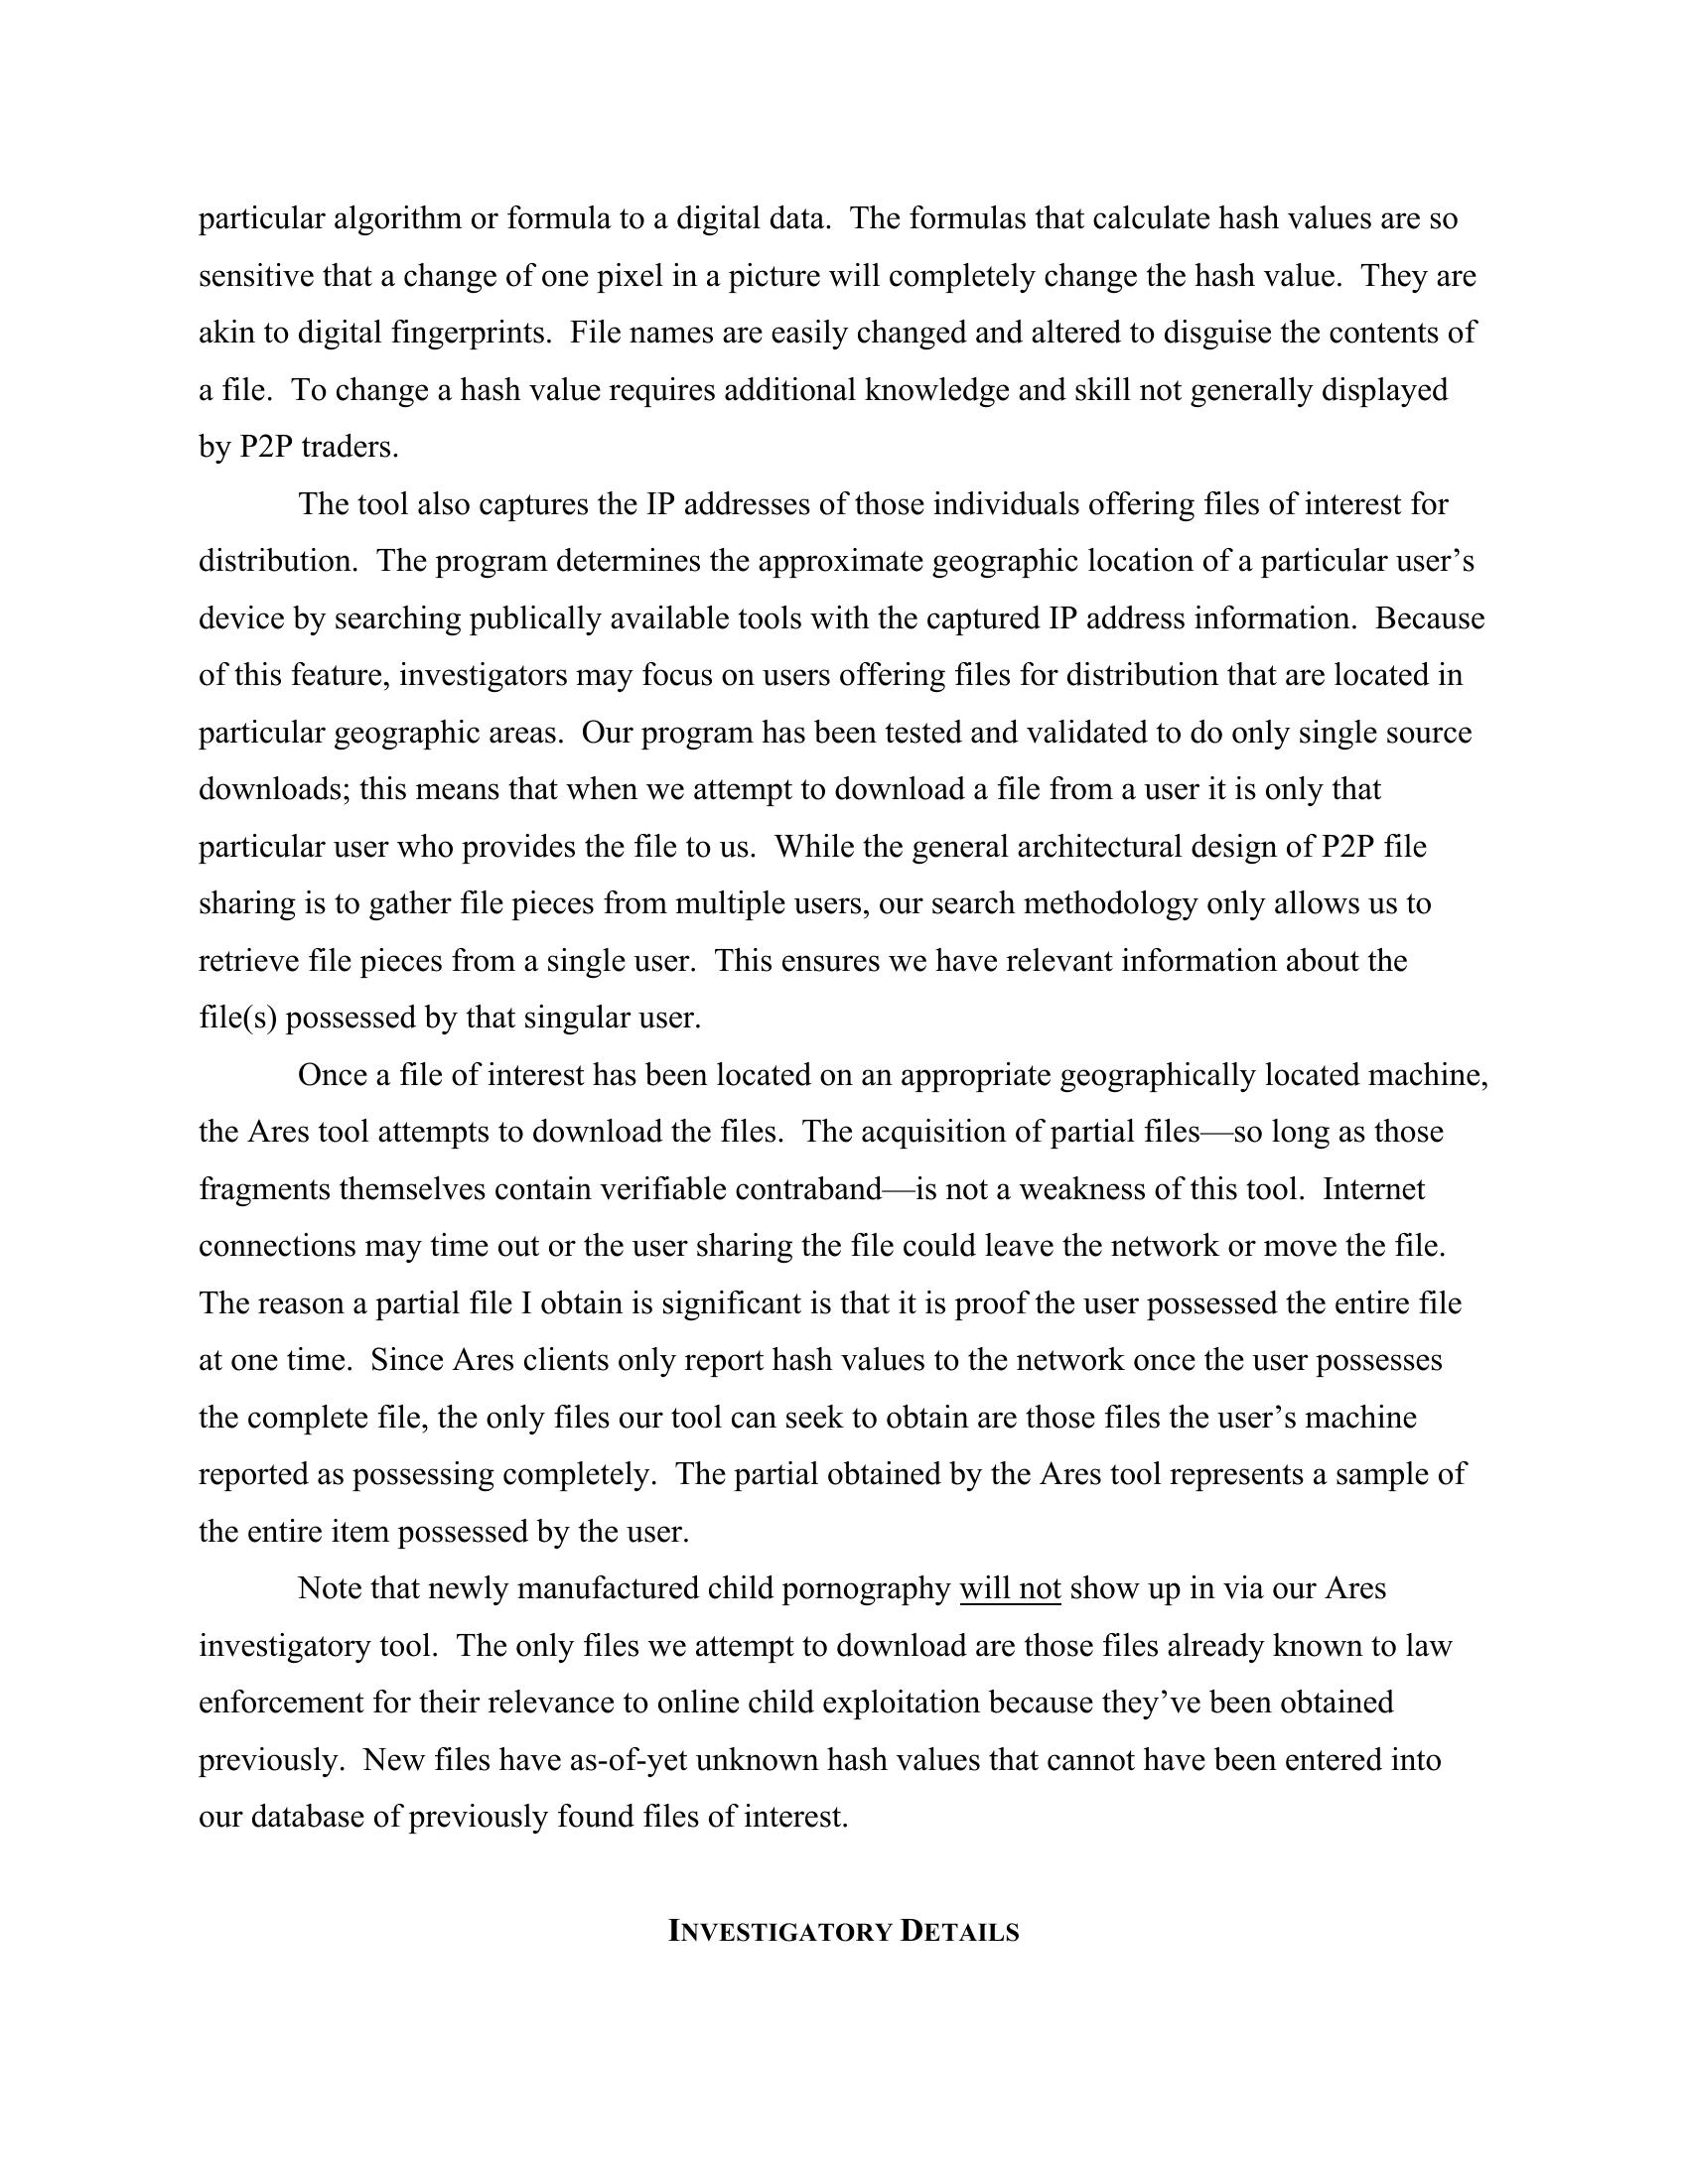 particular algorithm or formula to a digital data.  The formulas that calculate hash values are so
sensitive that a change of one pixel in a picture will completely change the hash value.  They are
akin to digital fingerprints.  File names are easily changed and altered to disguise the contents of
a file.  To change a hash value requires additional knowledge and skill not generally displayed
by P2P traders.
The tool also captures the IP addresses of those individuals offering files of interest for
distribution.  The program determines the approximate geographic location of a particular user’s
device by searching publically available tools with the captured IP address information.  Because
of this feature, investigators may focus on users offering files for distribution that are located in
particular geographic areas.  Our program has been tested and validated to do only single source
downloads; this means that when we attempt to download a file from a user it is only that
particular user who provides the file to us.  While the general architectural design of P2P file
sharing is to gather file pieces from multiple users, our search methodology only allows us to
retrieve file pieces from a single user.  This ensures we have relevant information about the
file(s) possessed by that singular user.
Once a file of interest has been located on an appropriate geographically located machine,
the Ares tool attempts to download the files.  The acquisition of partial files—so long as those
fragments themselves contain verifiable contraband—is not a weakness of this tool.  Internet
connections may time out or the user sharing the file could leave the network or move the file.
The reason a partial file I obtain is significant is that it is proof the user possessed the entire file
at one time.  Since Ares clients only report hash values to the network once the user possesses
the complete file, the only files our tool can seek to obtain are those files the user’s machine
reported as possessing completely.  The partial obtained by the Ares tool represents a sample of
the entire item possessed by the user.
Note that newly manufactured child pornography will not show up in via our Ares
investigatory tool.  The only files we attempt to download are those files already known to law
enforcement for their relevance to online child exploitation because they’ve been obtained
previously.  New files have as-of-yet unknown hash values that cannot have been entered into
our database of previously found files of interest.
INVESTIGATORY DETAILS